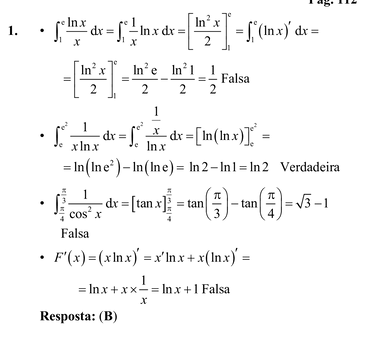 Pág. 112
1. • ∫₁ᵉ ln x / x dx = ∫₁ᵉ 1/x ln x dx = [ln² x / 2]₁ᵉ = ∫₁ᵉ (ln x)′ dx =
= [ln² x / 2]₁ᵉ = ln² e / 2 − ln² 1 / 2 = 1/2 Falsa
• ∫ₑ^(e²) 1 / (x ln x) dx = ∫ₑ^(e²) (1/x) / ln x dx = [ln(ln x)]ₑ^(e²) =
= ln(ln e²) − ln(ln e) = ln 2 − ln 1 = ln 2 Verdadeira
• ∫_(π/4)^(π/3) 1 / cos² x dx = [tan x]_(π/4)^(π/3) = tan(π/3) − tan(π/4) = √3 − 1
Falsa
• F′(x) = (x ln x)′ = x′ ln x + x(ln x)′ =
= ln x + x × 1/x = ln x + 1 Falsa
Resposta: (B)